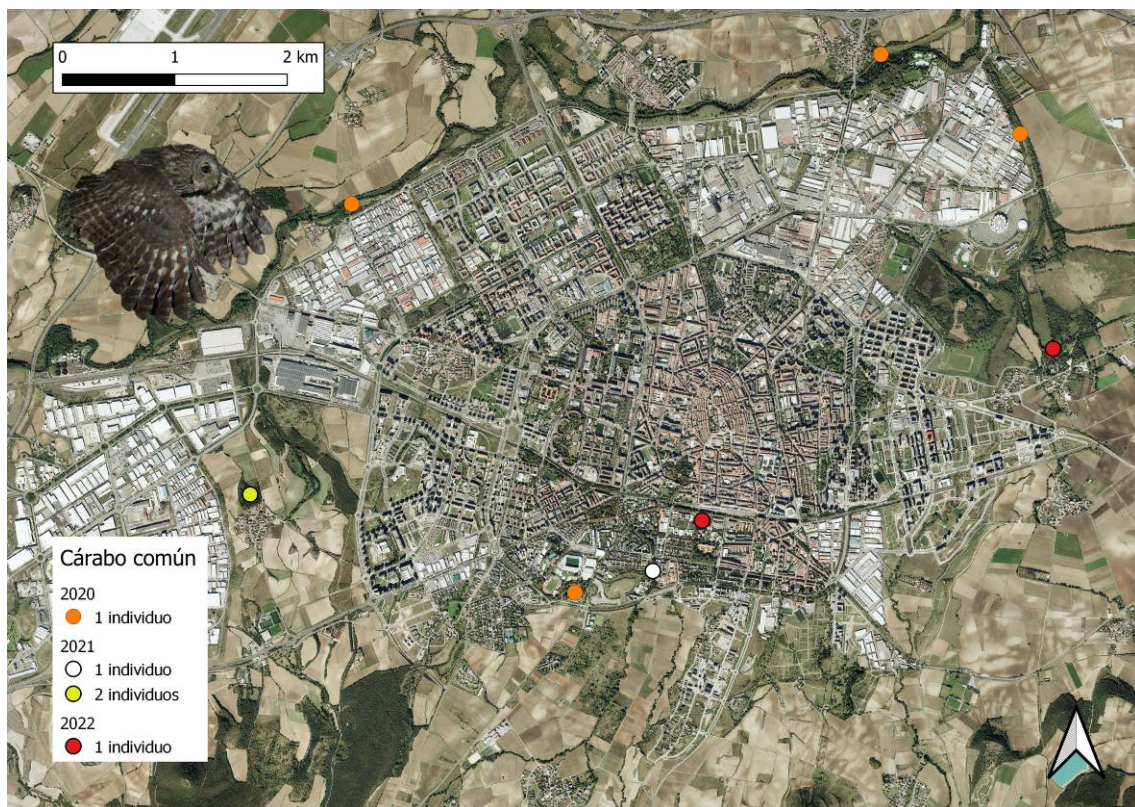 0 1 2 km
Cárabo común
2020
1 individuo
2021
1 individuo
2 individuos
2022
1 individuo